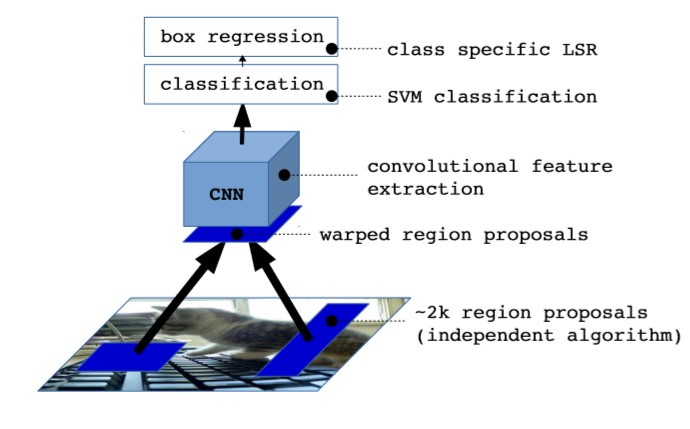 box regression
class specific LSR
classification
SVM classification
convolutional feature
extraction
CNN
warped region proposals
~2k region proposals
(independent algorithm)